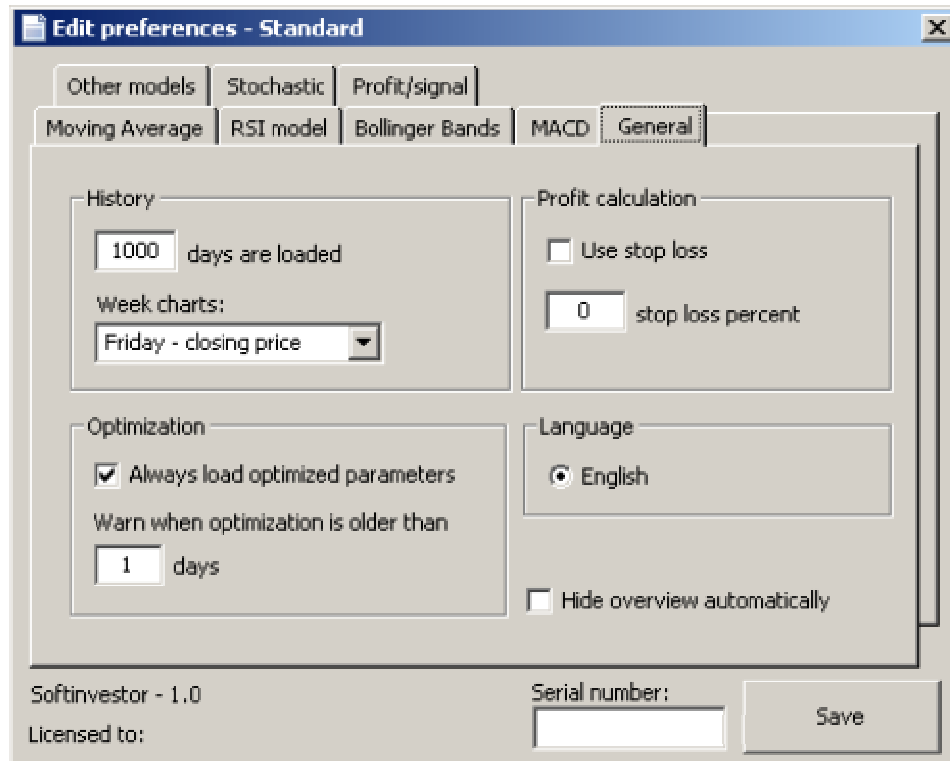 Edit preferences - Standard
Other models Stochastic Profit/signal
Moving Average RSI model Bollinger Bands MACD General
History
1000 days are loaded
Week charts:
Friday - closing price
Profit calculation
Use stop loss
0 stop loss percent
Optimization
Always load optimized parameters
Warn when optimization is older than
1 days
Language
English
Hide overview automatically
Softinvestor - 1.0
Licensed to:
Serial number:
Save